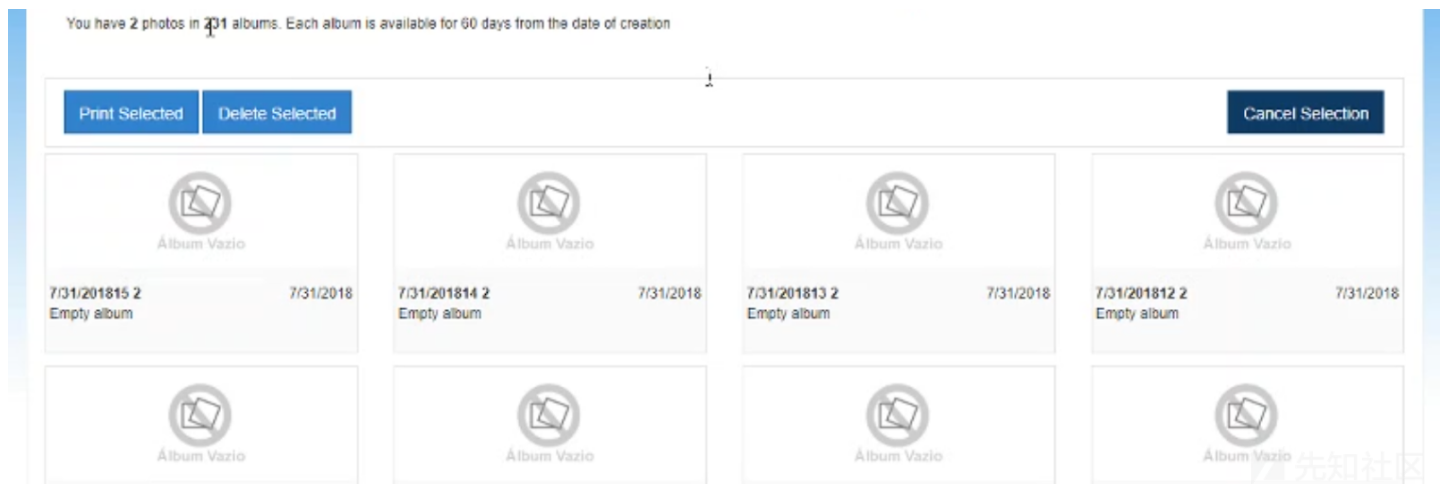 You have 2 photos in 231 albums. Each album is available for 60 days from the date of creation
Print Selected Delete Selected Cancel Selection
Álbum Vazio Álbum Vazio Álbum Vazio Álbum Vazio
7/31/201815 2 7/31/2018 7/31/201814 2 7/31/2018 7/31/201813 2 7/31/2018 7/31/201812 2 7/31/2018
Empty album Empty album Empty album Empty album
Álbum Vazio Álbum Vazio Álbum Vazio Álbum Vazio
先知社区